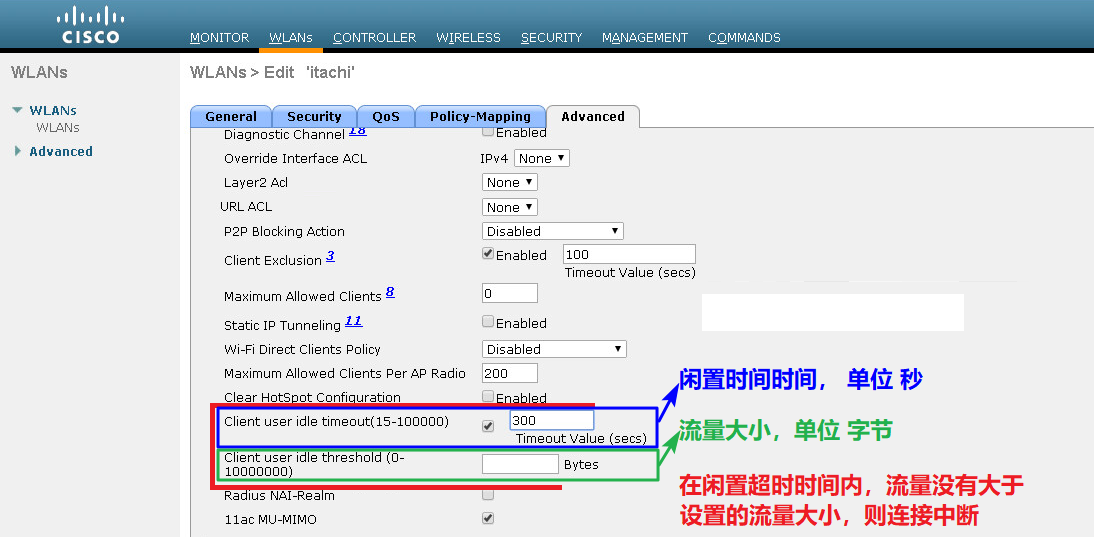 CISCO
MONITOR WLANs CONTROLLER WIRELESS SECURITY MANAGEMENT COMMANDS
WLANs
WLANs > Edit 'itachi'
WLANs
WLANs
Advanced
General Security QoS Policy-Mapping Advanced
Diagnostic Channel 18 Enabled
Override Interface ACL IPv4 None
Layer2 Acl None
URL ACL None
P2P Blocking Action Disabled
Client Exclusion 3 Enabled 100
Timeout Value (secs)
Maximum Allowed Clients 8 0
Static IP Tunneling 11 Enabled
Wi-Fi Direct Clients Policy Disabled
Maximum Allowed Clients Per AP Radio 200
Clear HotSpot Configuration Enabled
Client user idle timeout(15-100000) 300
Timeout Value (secs)
Client user idle threshold (0-
10000000) Bytes
Radius NAI-Realm
11ac MU-MIMO
闲置时间时间， 单位 秒
流量大小，单位 字节
在闲置超时时间内，流量没有大于
设置的流量大小，则连接中断